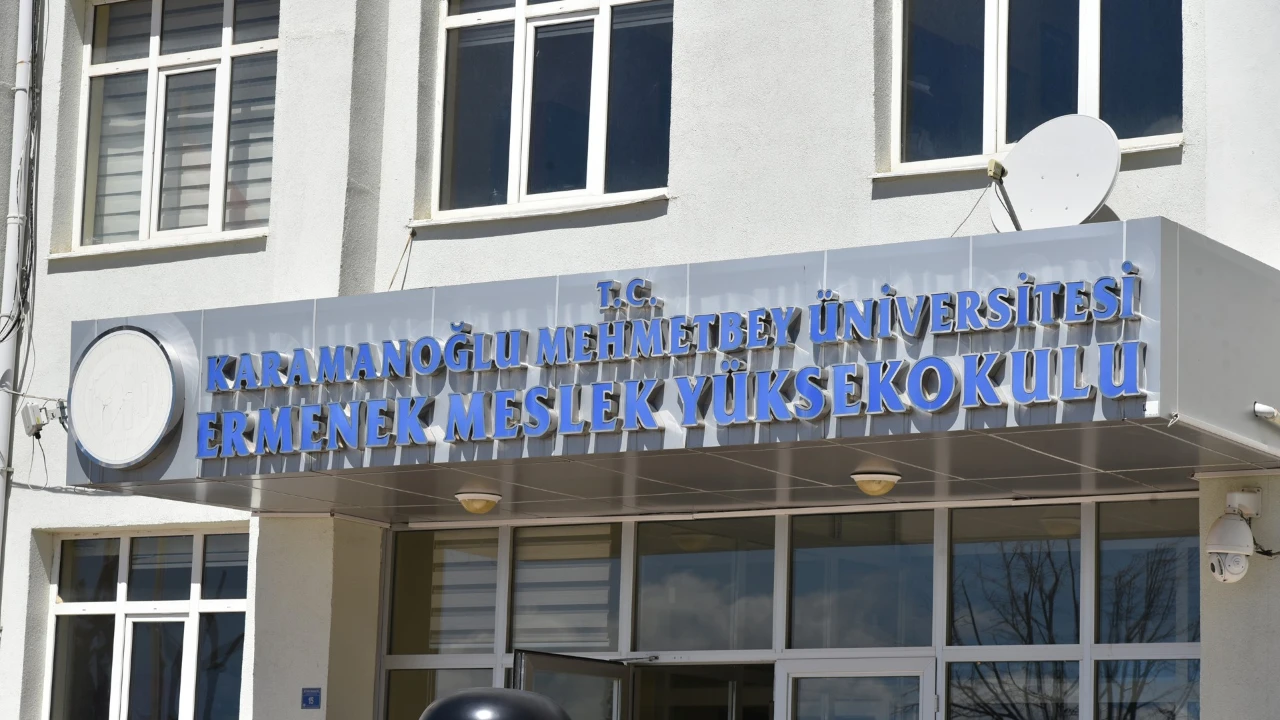 T.C.
KARAMANOĞLU MEHMETBEY ÜNİVERSİTESİ
ERMENEK MESLEK YÜKSEKOKULU